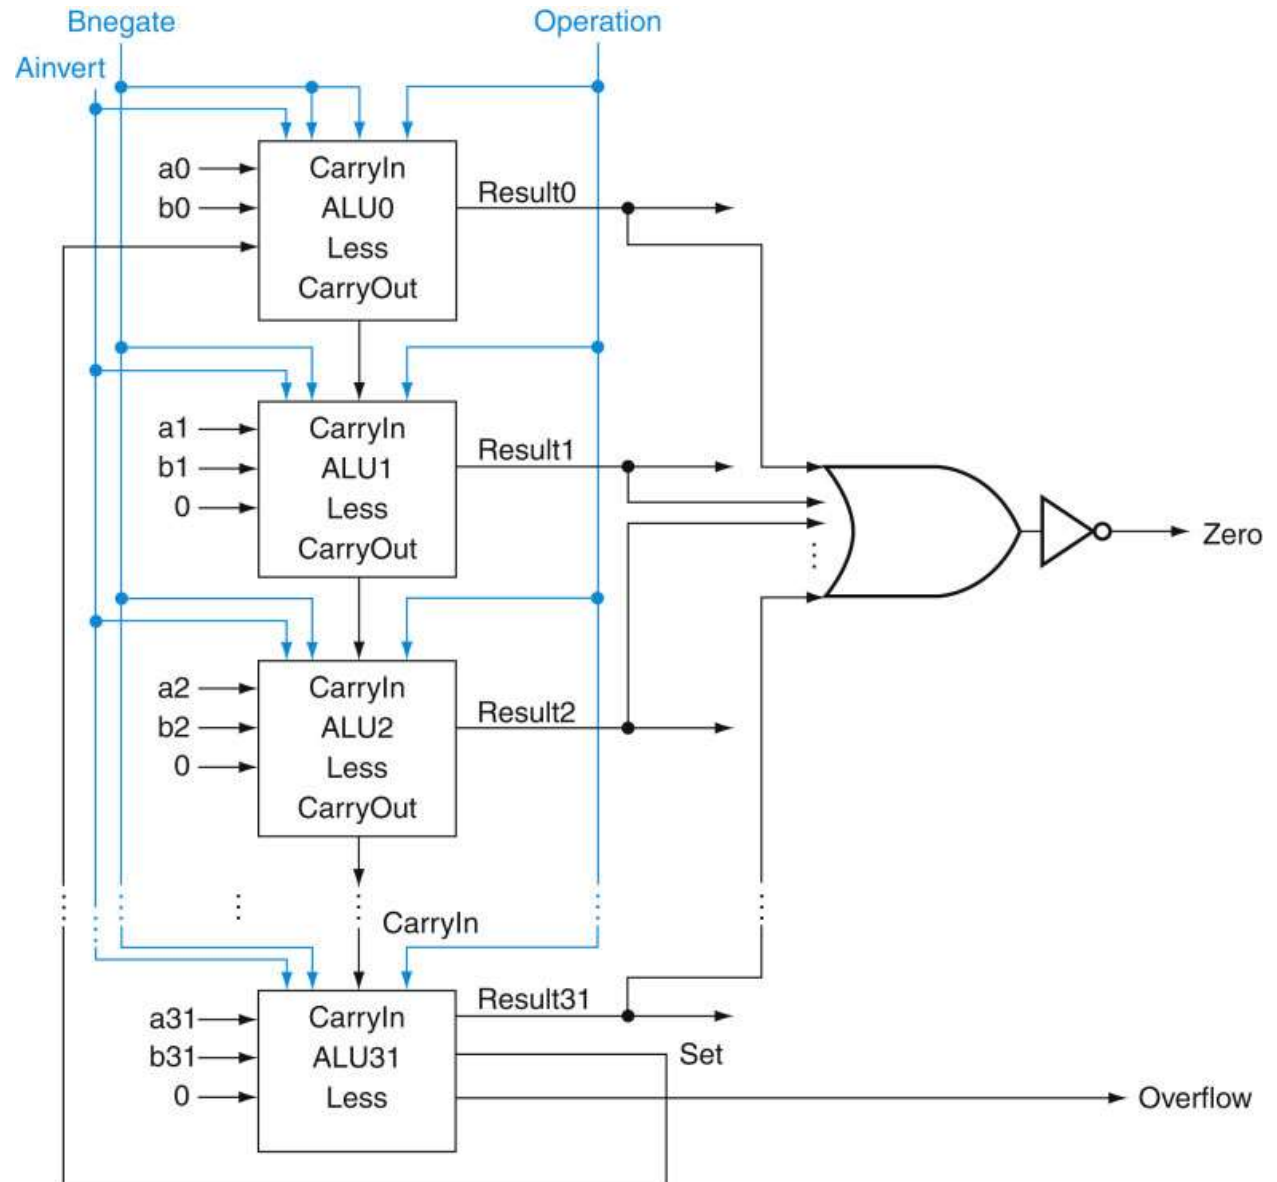 Bnegate
Operation
Ainvert
a0
CarryIn
b0
ALU0
Result0
Less
CarryOut
a1
CarryIn
b1
ALU1
Result1
0
Less
CarryOut
Zero
a2
CarryIn
b2
ALU2
Result2
0
Less
CarryOut
CarryIn
a31
CarryIn
Result31
b31
ALU31
Set
0
Less
Overflow